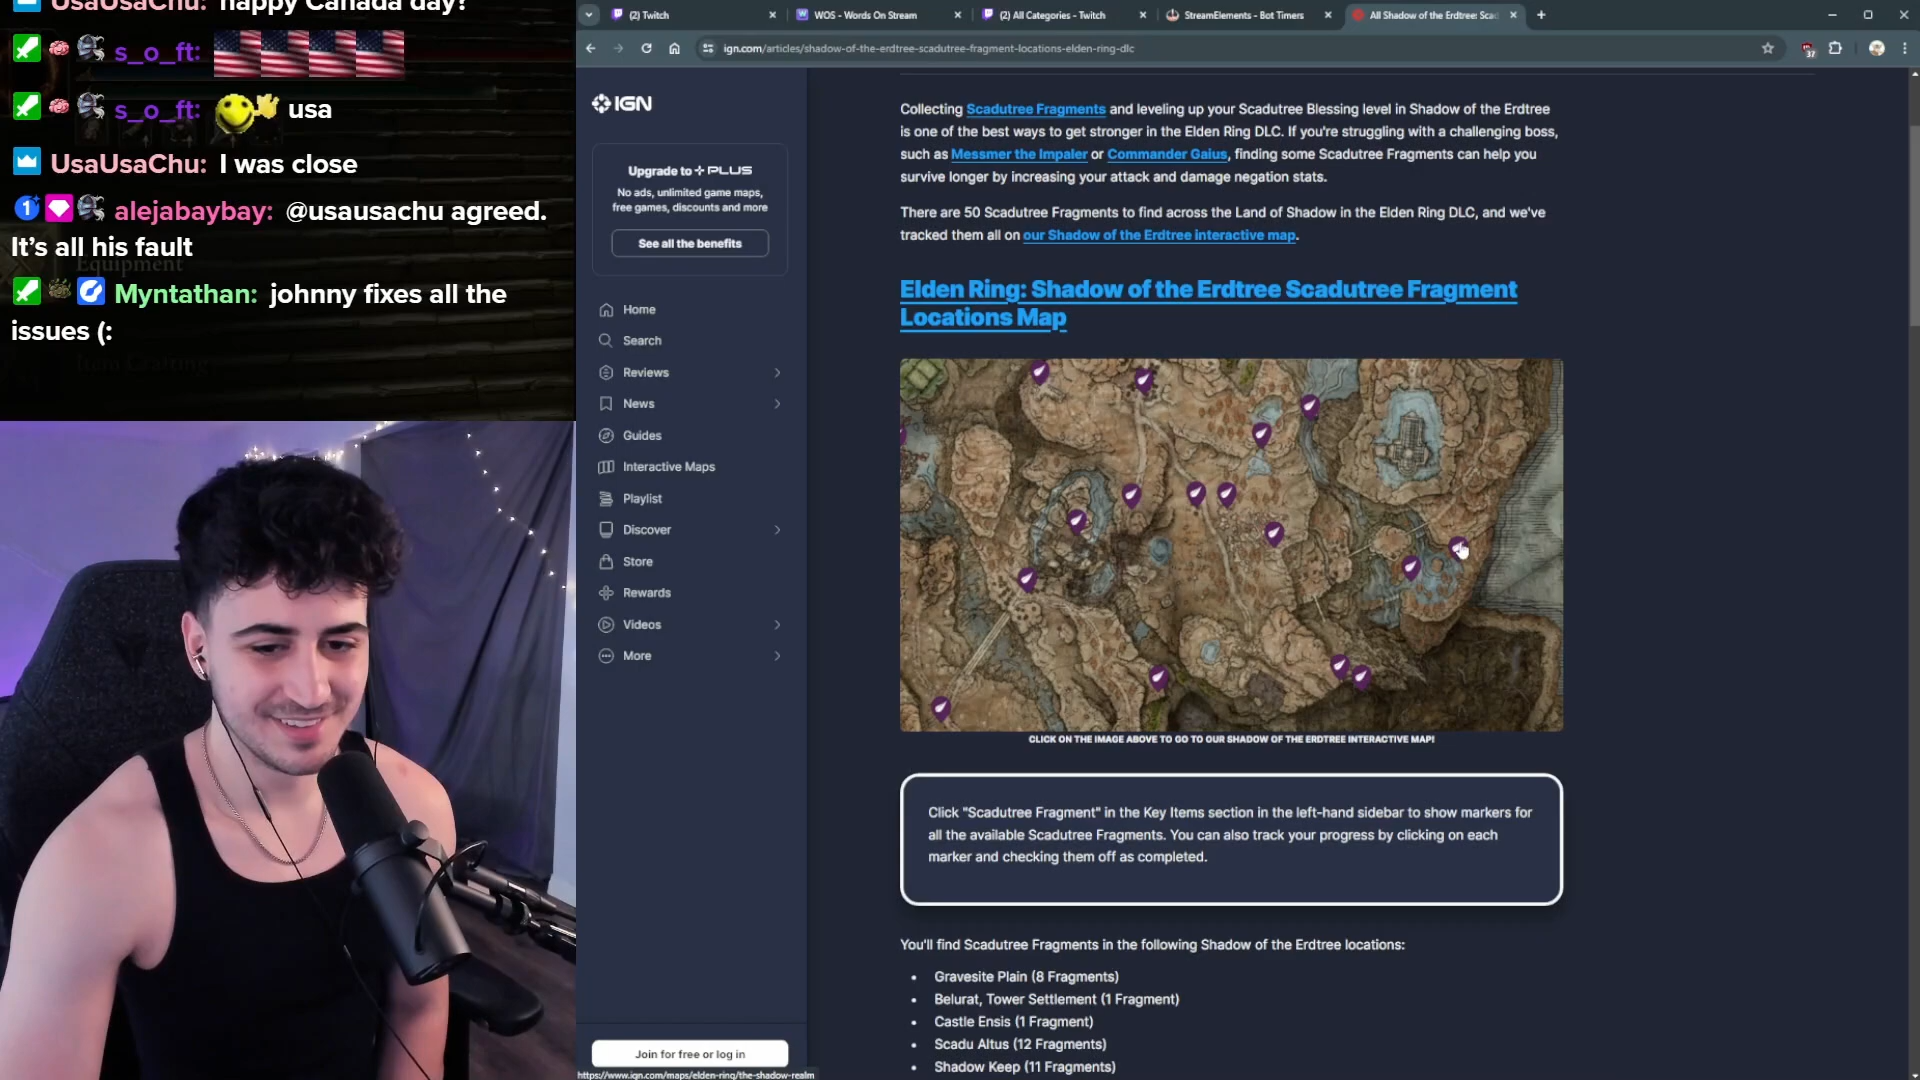 UsaUsaChu: happy Canada day?
s_o_ft:
s_o_ft: usa
UsaUsaChu: I was close
alejabaybay: @usausachu agreed.
It's all his fault
Equipment
Myntathan: johnny fixes all the
issues (:
Item Crafting
(2) Twitch
WOS - Words On Stream
(2) All Categories - Twitch
StreamElements - Bot Timers
All Shadow of the Erdtree: Scad
ign.com/articles/shadow-of-the-erdtree-scadutree-fragment-locations-elden-ring-dlc
37
IGN
Upgrade to PLUS
No ads, unlimited game maps,
free games, discounts and more
See all the benefits
Home
Search
Reviews
News
Guides
Interactive Maps
Playlist
Discover
Store
Rewards
Videos
More
Join for free or log in
https://www.ign.com/maps/elden-ring/the-shadow-realm
Collecting Scadutree Fragments and leveling up your Scadutree Blessing level in Shadow of the Erdtree
is one of the best ways to get stronger in the Elden Ring DLC. If you're struggling with a challenging boss,
such as Messmer the Impaler or Commander Gaius, finding some Scadutree Fragments can help you
survive longer by increasing your attack and damage negation stats.
There are 50 Scadutree Fragments to find across the Land of Shadow in the Elden Ring DLC, and we've
tracked them all on our Shadow of the Erdtree interactive map.
Elden Ring: Shadow of the Erdtree Scadutree Fragment
Locations Map
CLICK ON THE IMAGE ABOVE TO GO TO OUR SHADOW OF THE ERDTREE INTERACTIVE MAP!
Click "Scadutree Fragment" in the Key Items section in the left-hand sidebar to show markers for
all the available Scadutree Fragments. You can also track your progress by clicking on each
marker and checking them off as completed.
You'll find Scadutree Fragments in the following Shadow of the Erdtree locations:
• Gravesite Plain (8 Fragments)
• Belurat, Tower Settlement (1 Fragment)
• Castle Ensis (1 Fragment)
• Scadu Altus (12 Fragments)
• Shadow Keep (11 Fragments)